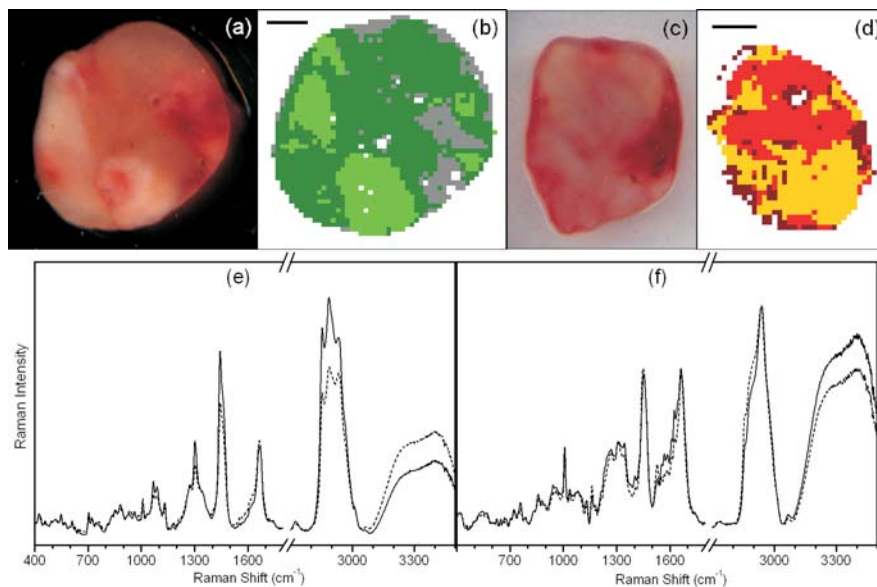 (a) (b) (c) (d)
(e) (f)
Raman Intensity
400 700 1000 1300 1600 3000 3300 700 1000 1300 1600 3000 3300
Raman Shift (cm⁻¹) Raman Shift (cm⁻¹)